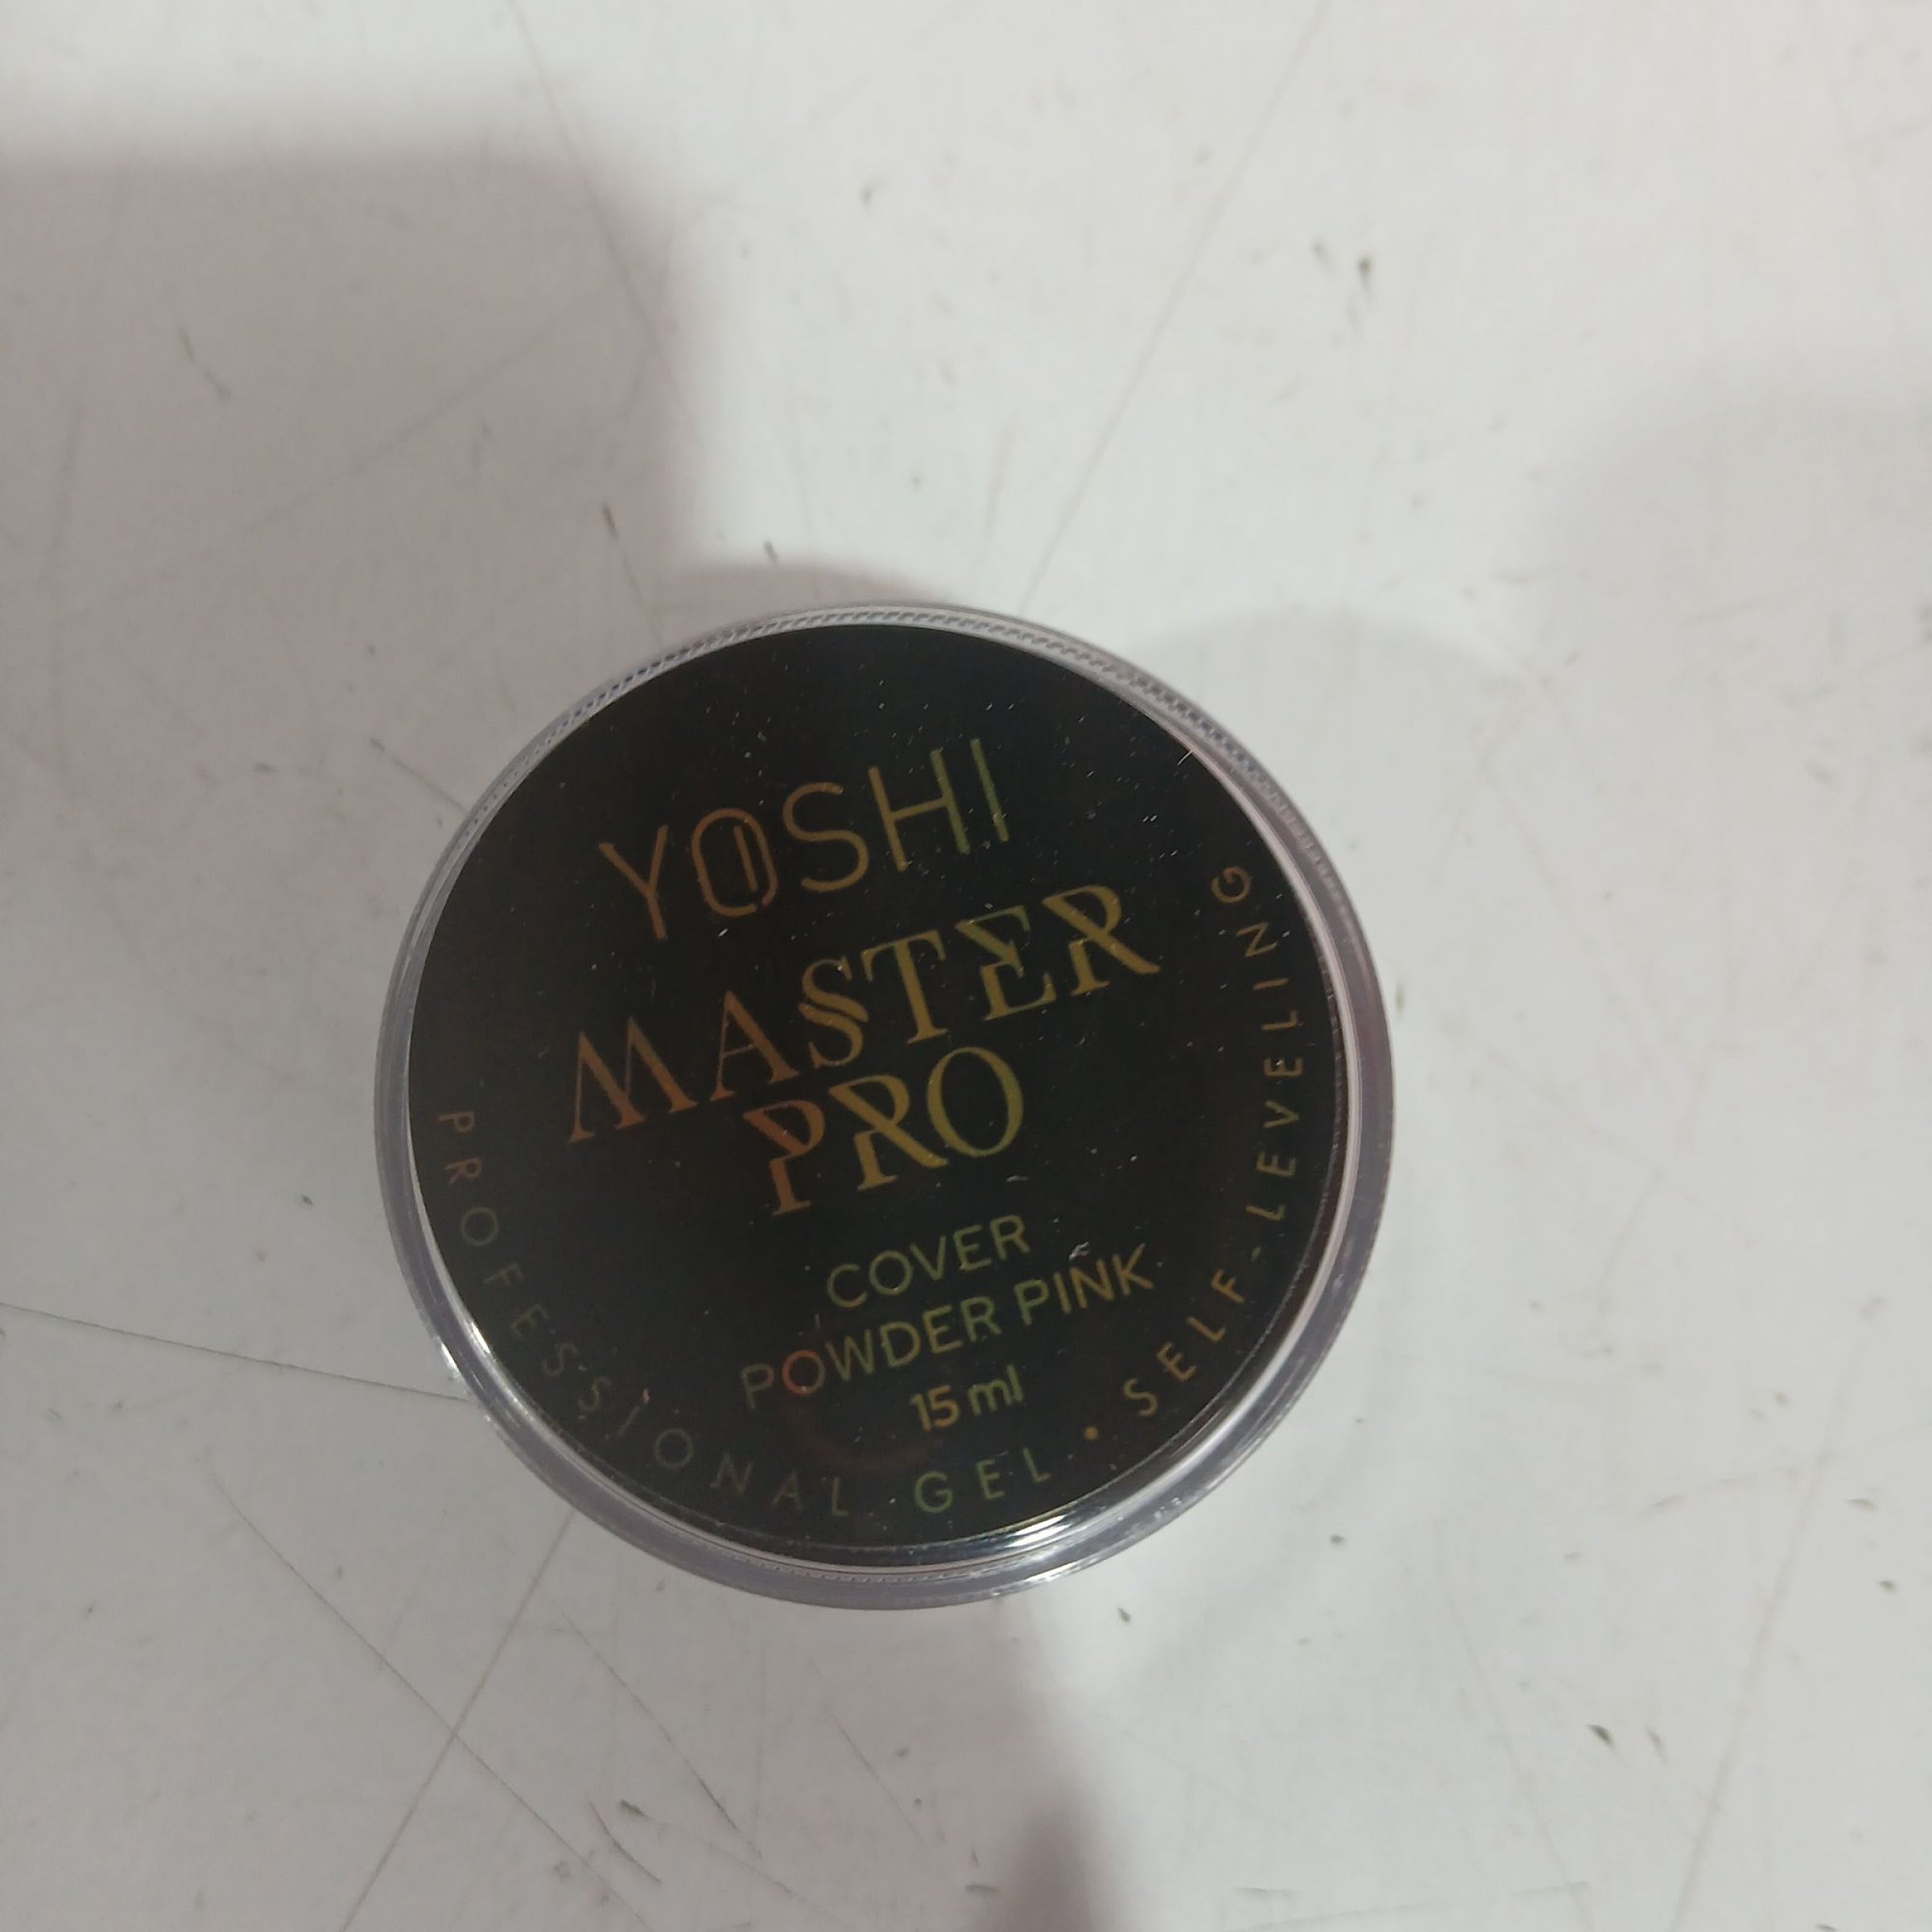 YOSHI
MASTER
PRO
COVER
POWDER PINK
15 ml
PROFESSIONAL GEL • SELF-LEVELING